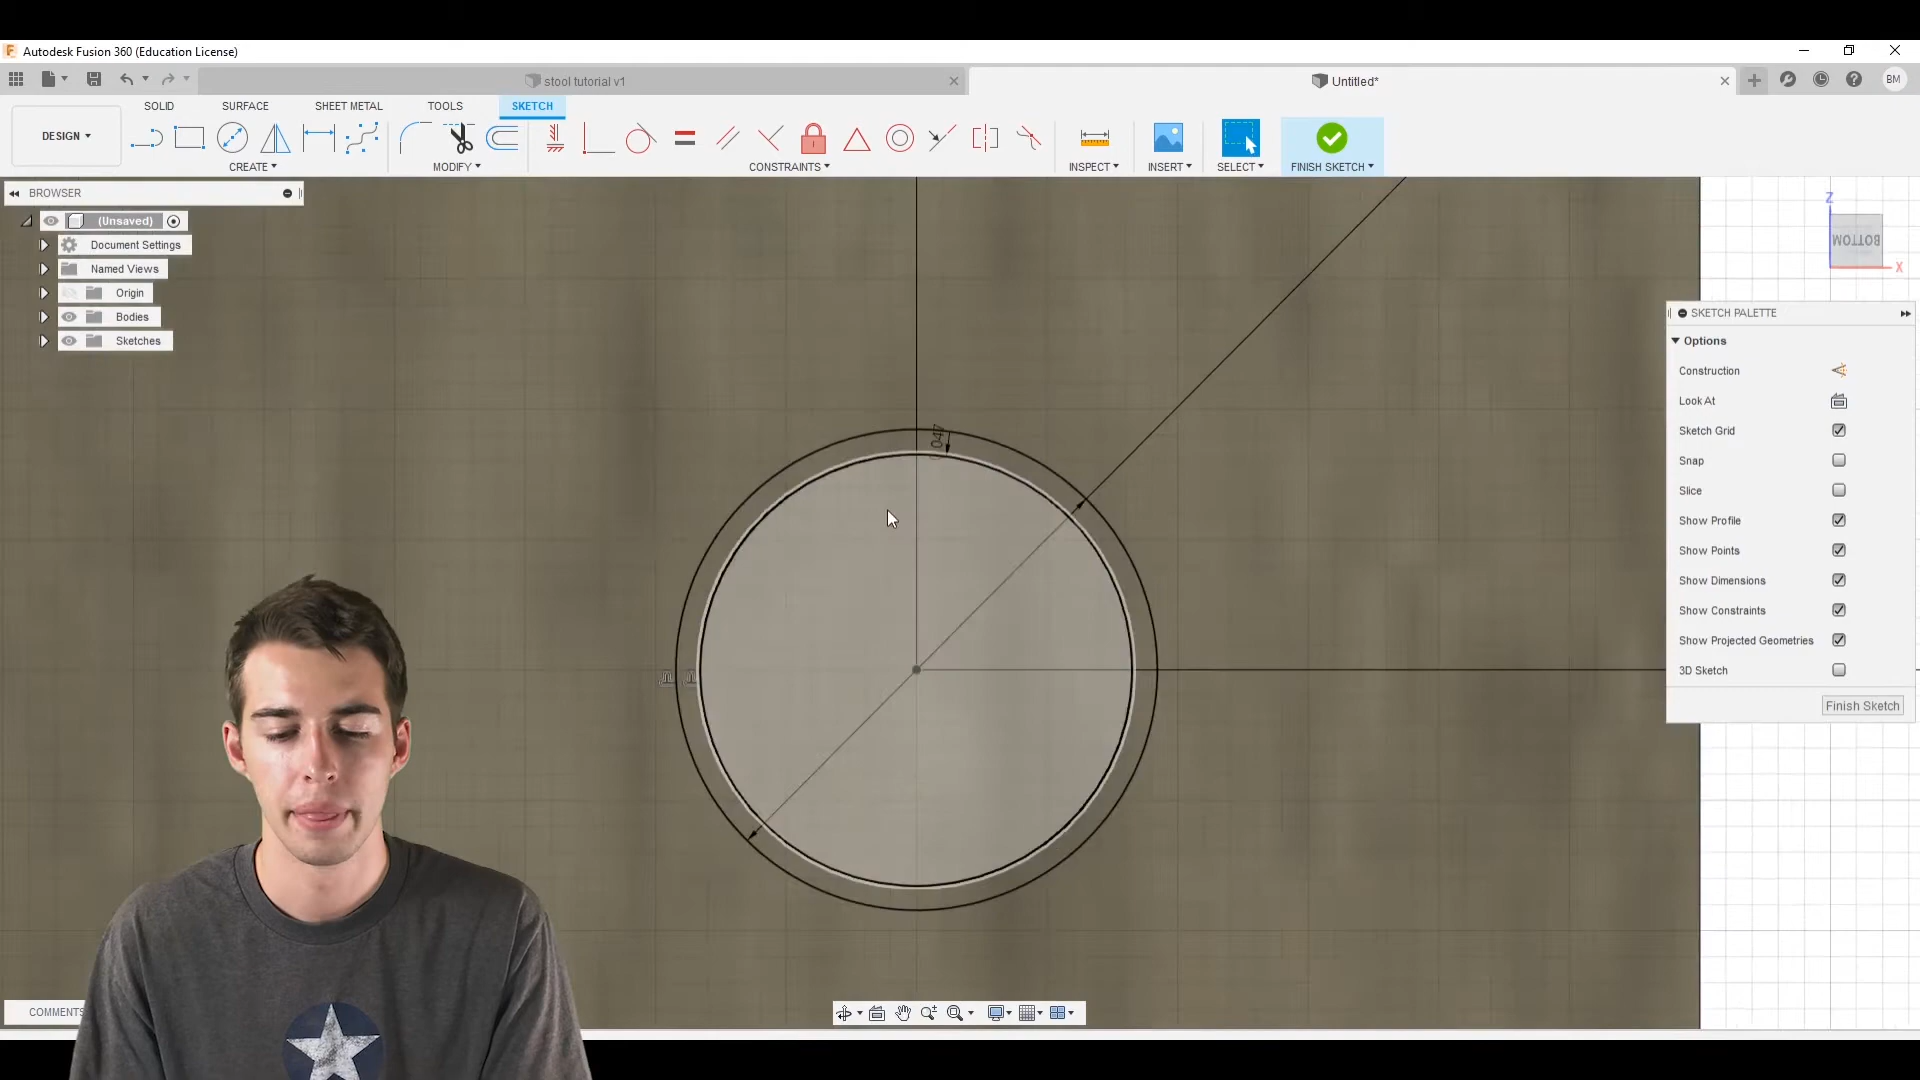 Autodesk Fusion 360 (Education License)
stool tutorial v1
Untitled*
BM
DESIGN
SOLID
SURFACE
SHEET METAL
TOOLS
SKETCH
CREATE
MODIFY
CONSTRAINTS
INSPECT
INSERT
SELECT
FINISH SKETCH
BROWSER
(Unsaved)
Document Settings
Named Views
Origin
Bodies
Sketches
Z
BOTTOM
X
SKETCH PALETTE
Options
Construction
Look At
Sketch Grid
Snap
Slice
Show Profile
Show Points
Show Dimensions
Show Constraints
Show Projected Geometries
3D Sketch
Finish Sketch
COMMENTS